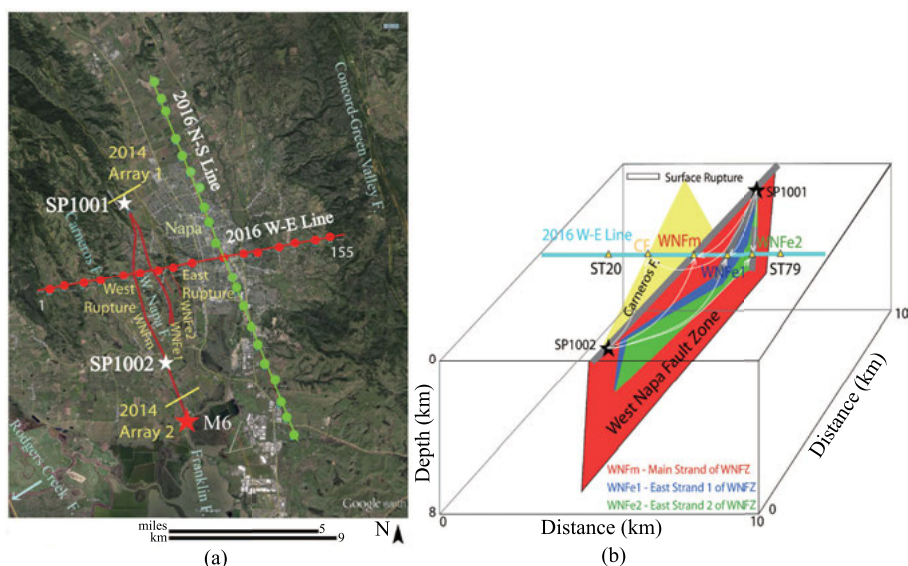 Concord-Green Valley F.
2016 N-S Line
2014
Array 1
SP1001
Napa
2016 W-E Line
155
Carneros F.
1
West
Rupture
W. Napa F.
East
Rupture
WNFm
WNFe1
WNFe2
SP1002
2014
Array 2
M6
Rodgers Creek F.
Franklin F.
Google earth
miles
5
km
9
N
(a)
Surface Rupture
SP1001
2016 W-E Line
CF
WNFm
WNFe2
ST20
WNFe1
ST79
Carneros F.
SP1002
West Napa Fault Zone
0
10
Depth (km)
Distance (km)
WNFm - Main Strand of WNFZ
WNFe1 - East Strand 1 of WNFZ
WNFe2 - East Strand 2 of WNFZ
8
0
Distance (km)
10
0
(b)